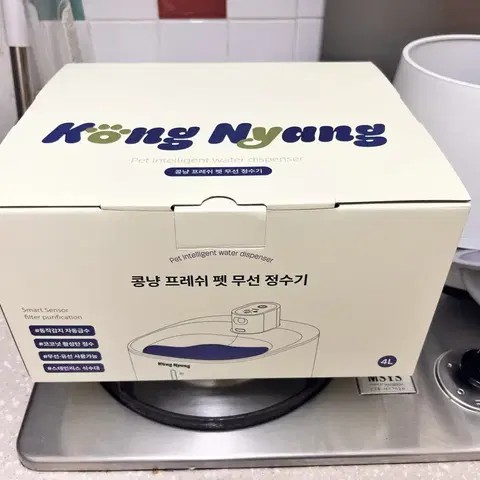 Kong Nyang
Pet intelligent water dispenser
콩냥 프레쉬 펫 무선 정수기
Pet intelligent water dispenser
콩냥 프레쉬 펫 무선 정수기
Smart Sensor
filter purification
#동작감지 자동급수
#코코넛 활성탄 정수
#무선·유선 사용가능
#스테인리스 식수대
Kong Nyang
4L
MSYS